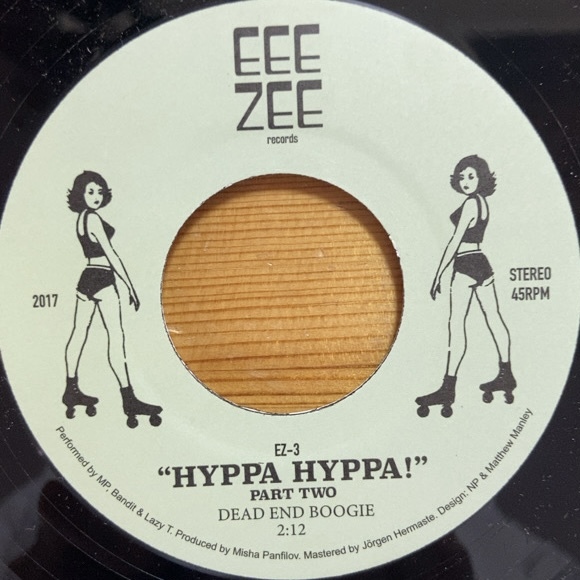 EEE
ZEE
records
2017
STEREO
45RPM
EZ-3
"HYPPA HYPPA!"
PART TWO
DEAD END BOOGIE
2:12
Performed by MP, Bandit & Lazy T. Produced by Misha Panfilov. Mastered by Jörgen Hermaste. Design: NP & Matthew Manley